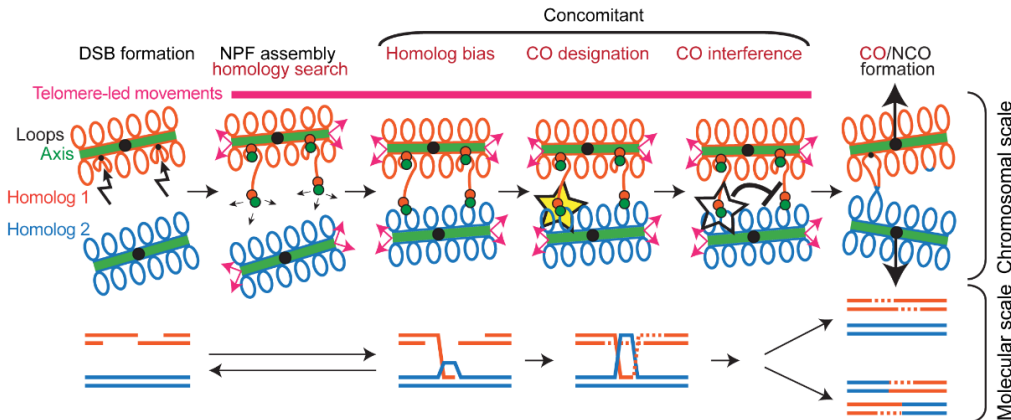 Concomitant
DSB formation
NPF assembly
homology search
Homolog bias
CO designation
CO interference
CO/NCO
formation
Telomere-led movements
Loops
Axis
Homolog 1
Homolog 2
Chromosomal scale
Molecular scale